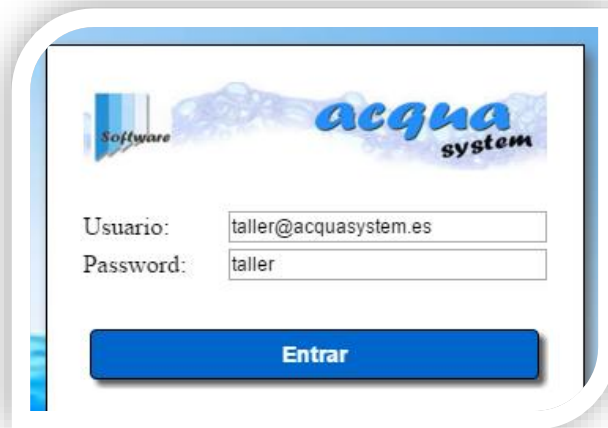 Software
acqua
system
Usuario: taller@acquasystem.es
Password: taller
Entrar